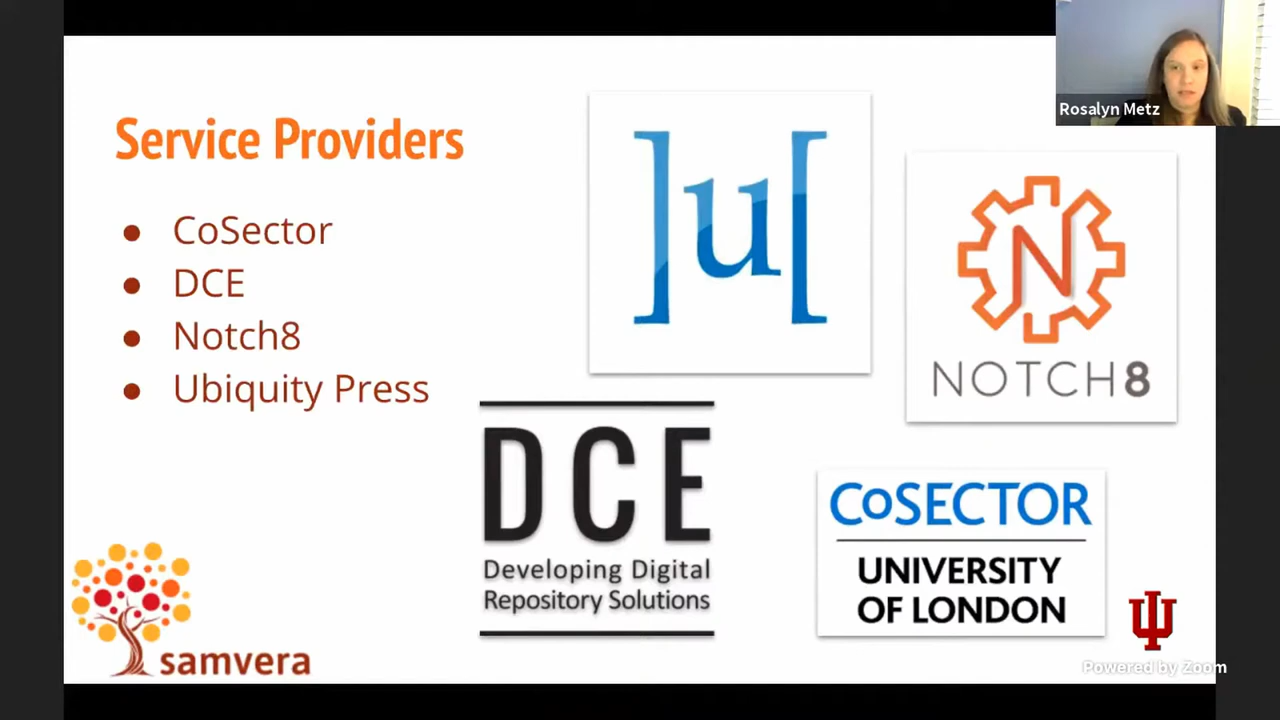 Rosalyn Metz
Service Providers
CoSector
DCE
Notch8
Ubiquity Press
]u[
N
NOTCH8
DCE
Developing Digital
Repository Solutions
CoSECTOR
UNIVERSITY
OF LONDON
samvera
Powered by Zoom